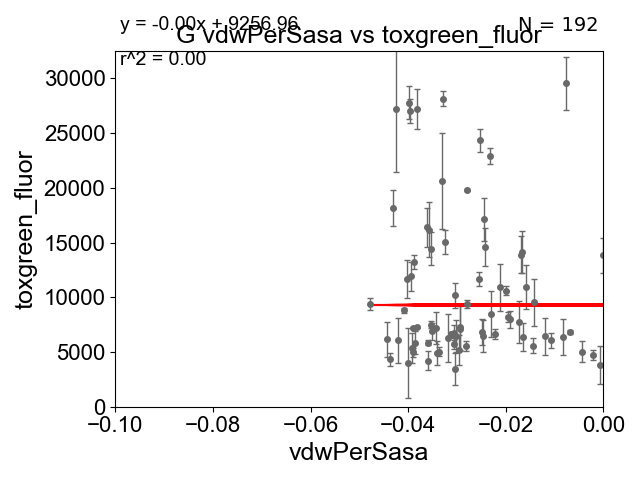 y = -0.00x + 9256.96
N = 192
G vdwPerSasa vs toxgreen_fluor
r^2 = 0.00
30000
25000
20000
15000
10000
5000
0
toxgreen_fluor
−0.10
−0.08
−0.06
−0.04
−0.02
0.00
vdwPerSasa